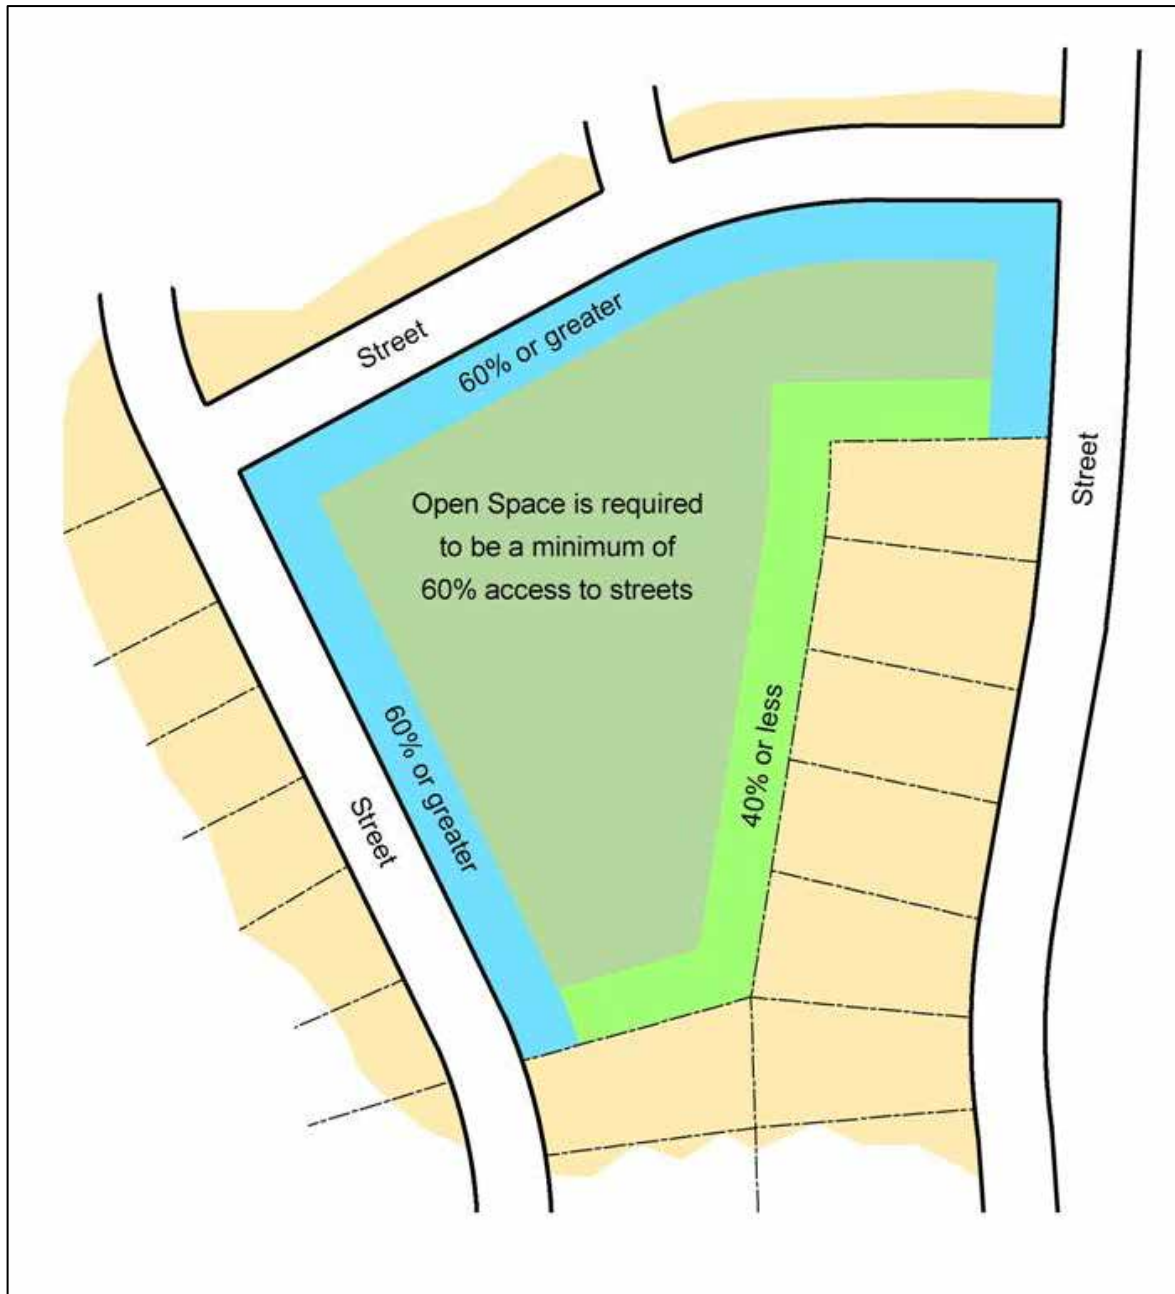 Street
60% or greater
Street
Open Space is required
to be a minimum of
60% access to streets
40% or less
60% or greater
Street